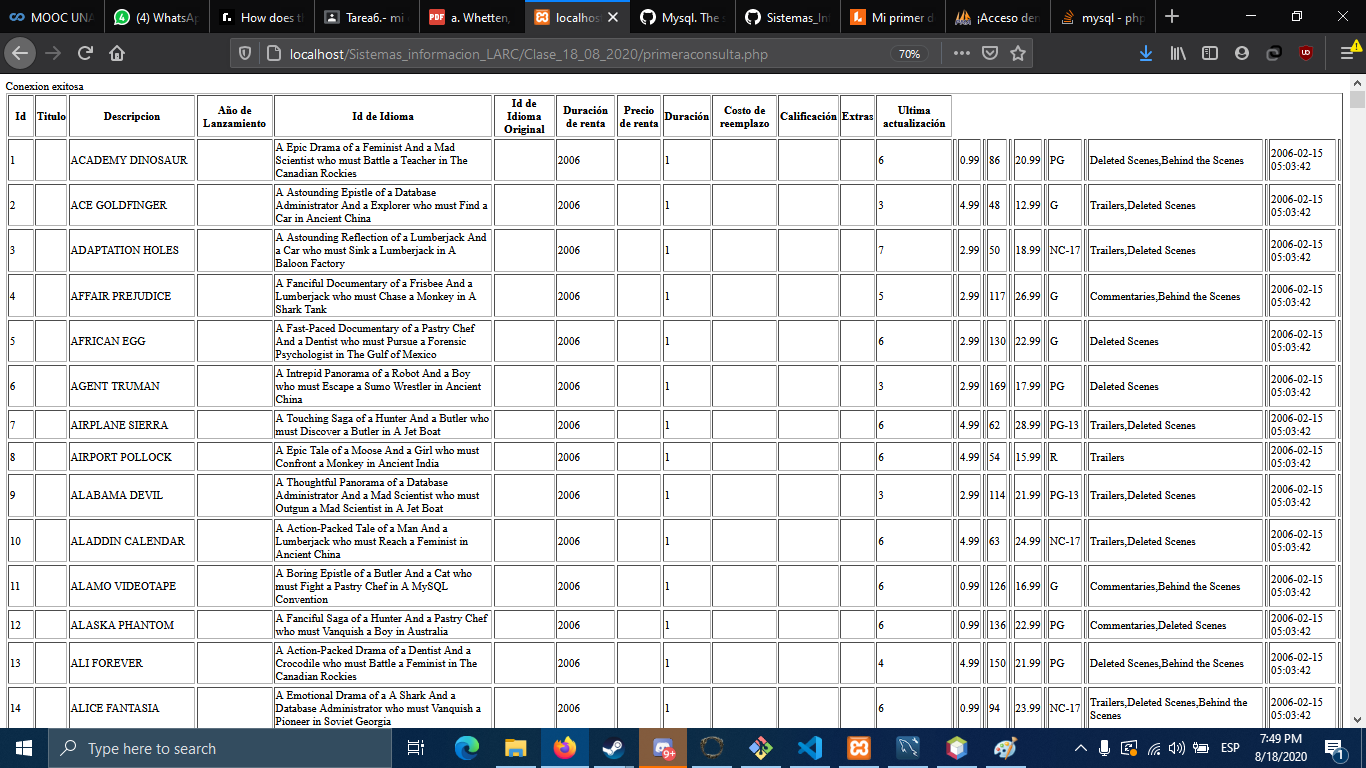 MOOC UNA
(4) WhatsAp
How does th
Tarea6.- mi
a. Whetten,
localhost
Mysql. The s
Sistemas_Inf
Mi primer d
¡Acceso den
mysql - php
localhost/Sistemas_informacion_LARC/Clase_18_08_2020/primeraconsulta.php
70%
Conexion exitosa
Id Titulo Descripcion Año de Lanzamiento Id de Idioma Id de Idioma Original Duración de renta Precio de renta Duración Costo de reemplazo Calificación Extras Ultima actualización
1 ACADEMY DINOSAUR A Epic Drama of a Feminist And a Mad Scientist who must Battle a Teacher in The Canadian Rockies 2006 1 6 0.99 86 20.99 PG Deleted Scenes,Behind the Scenes 2006-02-15 05:03:42
2 ACE GOLDFINGER A Astounding Epistle of a Database Administrator And a Explorer who must Find a Car in Ancient China 2006 1 3 4.99 48 12.99 G Trailers,Deleted Scenes 2006-02-15 05:03:42
3 ADAPTATION HOLES A Astounding Reflection of a Lumberjack And a Car who must Sink a Lumberjack in A Baloon Factory 2006 1 7 2.99 50 18.99 NC-17 Trailers,Deleted Scenes 2006-02-15 05:03:42
4 AFFAIR PREJUDICE A Fanciful Documentary of a Frisbee And a Lumberjack who must Chase a Monkey in A Shark Tank 2006 1 5 2.99 117 26.99 G Commentaries,Behind the Scenes 2006-02-15 05:03:42
5 AFRICAN EGG A Fast-Paced Documentary of a Pastry Chef And a Dentist who must Pursue a Forensic Psychologist in The Gulf of Mexico 2006 1 6 2.99 130 22.99 G Deleted Scenes 2006-02-15 05:03:42
6 AGENT TRUMAN A Intrepid Panorama of a Robot And a Boy who must Escape a Sumo Wrestler in Ancient China 2006 1 3 2.99 169 17.99 PG Deleted Scenes 2006-02-15 05:03:42
7 AIRPLANE SIERRA A Touching Saga of a Hunter And a Butler who must Discover a Butler in A Jet Boat 2006 1 6 4.99 62 28.99 PG-13 Trailers,Deleted Scenes 2006-02-15 05:03:42
8 AIRPORT POLLOCK A Epic Tale of a Moose And a Girl who must Confront a Monkey in Ancient India 2006 1 6 4.99 54 15.99 R Trailers 2006-02-15 05:03:42
9 ALABAMA DEVIL A Thoughtful Panorama of a Database Administrator And a Mad Scientist who must Outgun a Mad Scientist in A Jet Boat 2006 1 3 2.99 114 21.99 PG-13 Trailers,Deleted Scenes 2006-02-15 05:03:42
10 ALADDIN CALENDAR A Action-Packed Tale of a Man And a Lumberjack who must Reach a Feminist in Ancient China 2006 1 6 4.99 63 24.99 NC-17 Trailers,Deleted Scenes 2006-02-15 05:03:42
11 ALAMO VIDEOTAPE A Boring Epistle of a Butler And a Cat who must Fight a Pastry Chef in A MySQL Convention 2006 1 6 0.99 126 16.99 G Commentaries,Behind the Scenes 2006-02-15 05:03:42
12 ALASKA PHANTOM A Fanciful Saga of a Hunter And a Pastry Chef who must Vanquish a Boy in Australia 2006 1 6 0.99 136 22.99 PG Commentaries,Deleted Scenes 2006-02-15 05:03:42
13 ALI FOREVER A Action-Packed Drama of a Dentist And a Crocodile who must Battle a Feminist in The Canadian Rockies 2006 1 4 4.99 150 21.99 PG Deleted Scenes,Behind the Scenes 2006-02-15 05:03:42
14 ALICE FANTASIA A Emotional Drama of a A Shark And a Database Administrator who must Vanquish a Pioneer in Soviet Georgia 2006 1 6 0.99 94 23.99 NC-17 Trailers,Deleted Scenes,Behind the Scenes 2006-02-15 05:03:42
Type here to search
9+
ESP
7:49 PM
8/18/2020
1